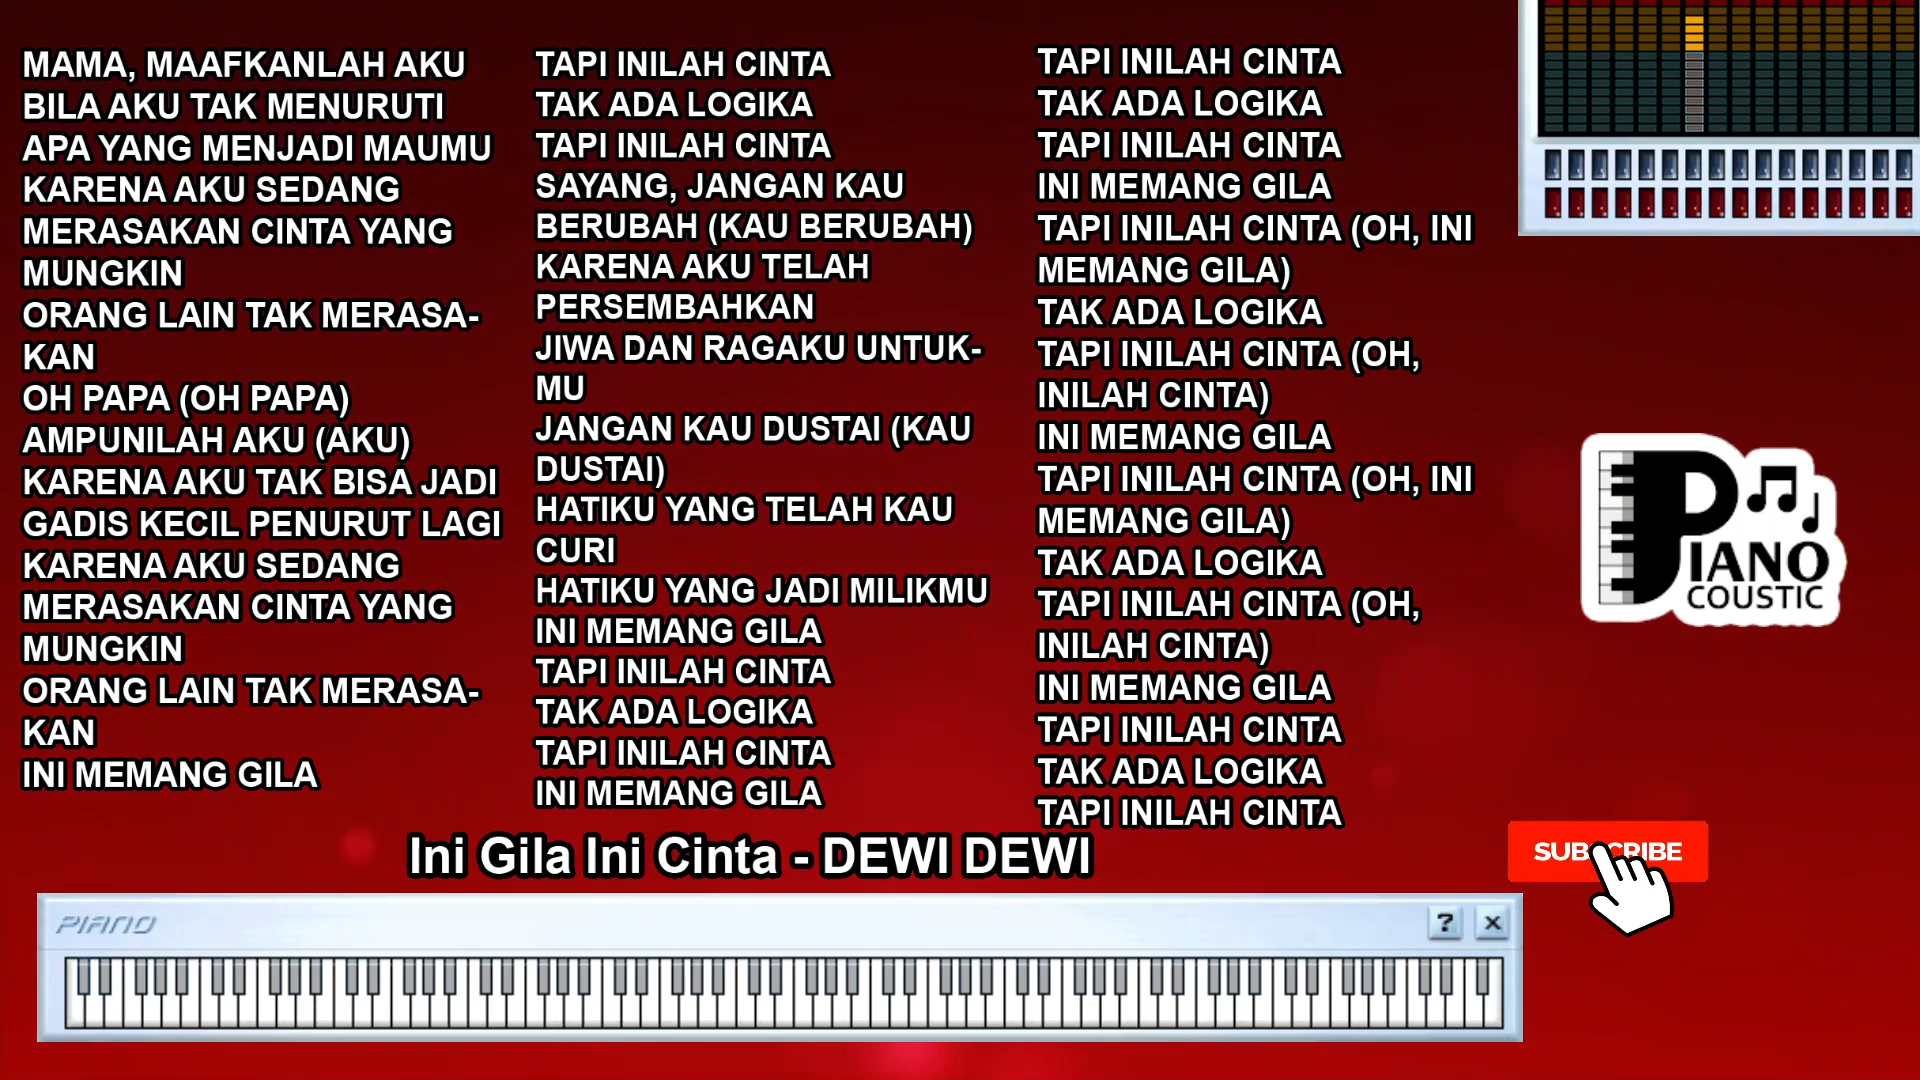 MAMA, MAAFKANLAH AKU
BILA AKU TAK MENURUTI
APA YANG MENJADI MAUMU
KARENA AKU SEDANG
MERASAKAN CINTA YANG
MUNGKIN
ORANG LAIN TAK MERASA-
KAN
OH PAPA (OH PAPA)
AMPUNILAH AKU (AKU)
KARENA AKU TAK BISA JADI
GADIS KECIL PENURUT LAGI
KARENA AKU SEDANG
MERASAKAN CINTA YANG
MUNGKIN
ORANG LAIN TAK MERASA-
KAN
INI MEMANG GILA
TAPI INILAH CINTA
TAK ADA LOGIKA
TAPI INILAH CINTA
SAYANG, JANGAN KAU
BERUBAH (KAU BERUBAH)
KARENA AKU TELAH
PERSEMBAHKAN
JIWA DAN RAGAKU UNTUK-
MU
JANGAN KAU DUSTAI (KAU
DUSTAI)
HATIKU YANG TELAH KAU
CURI
HATIKU YANG JADI MILIKMU
INI MEMANG GILA
TAPI INILAH CINTA
TAK ADA LOGIKA
TAPI INILAH CINTA
INI MEMANG GILA
TAPI INILAH CINTA
TAK ADA LOGIKA
TAPI INILAH CINTA
INI MEMANG GILA
TAPI INILAH CINTA (OH, INI
MEMANG GILA)
TAK ADA LOGIKA
TAPI INILAH CINTA (OH,
INILAH CINTA)
INI MEMANG GILA
TAPI INILAH CINTA (OH, INI
MEMANG GILA)
TAK ADA LOGIKA
TAPI INILAH CINTA (OH,
INILAH CINTA)
INI MEMANG GILA
TAPI INILAH CINTA
TAK ADA LOGIKA
TAPI INILAH CINTA
PIANO
COUSTIC
SUBSCRIBE
Ini Gila Ini Cinta - DEWI DEWI
PIANO
? ×